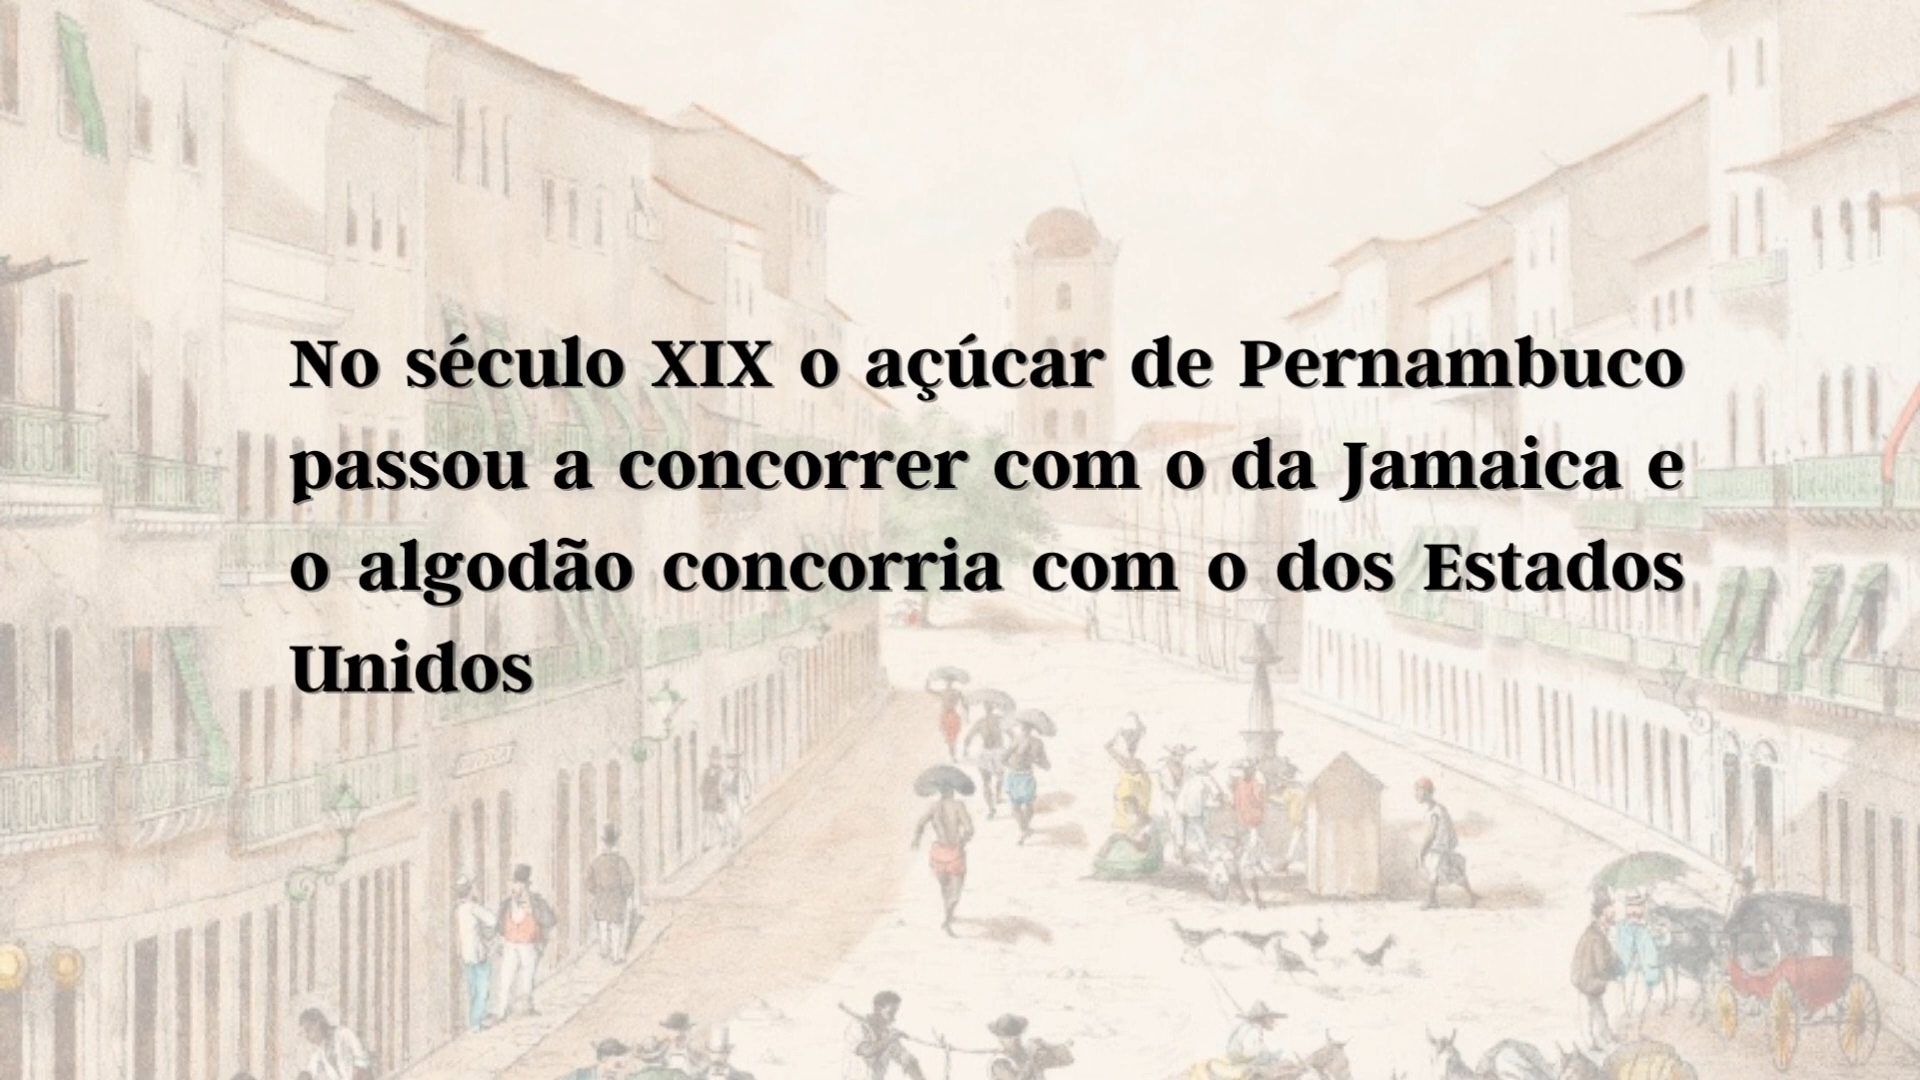 No século XIX o açúcar de Pernambuco
passou a concorrer com o da Jamaica e
o algodão concorria com o dos Estados
Unidos